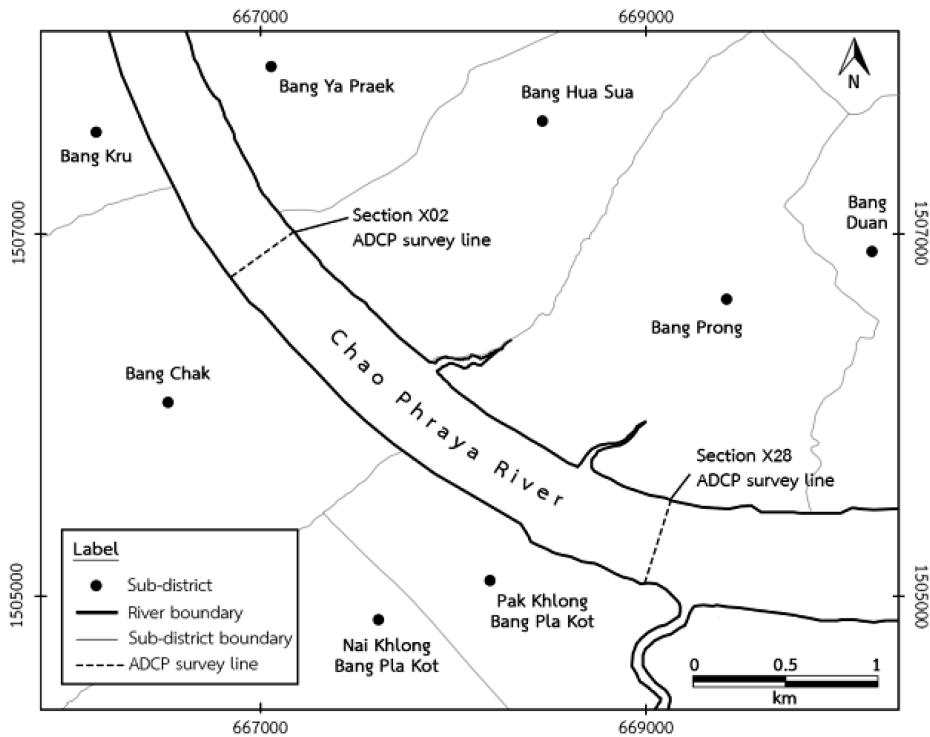 667000
669000
N
Bang Ya Praek
Bang Hua Sua
Bang Kru
Bang
Duan
Section X02
ADCP survey line
1507000
1507000
Bang Prong
Bang Chak
Chao Phraya River
Section X28
ADCP survey line
Label
Sub-district
River boundary
Sub-district boundary
ADCP survey line
Pak Khlong
Bang Pla Kot
Nai Khlong
Bang Pla Kot
1505000
1505000
0 0.5 1
km
667000
669000